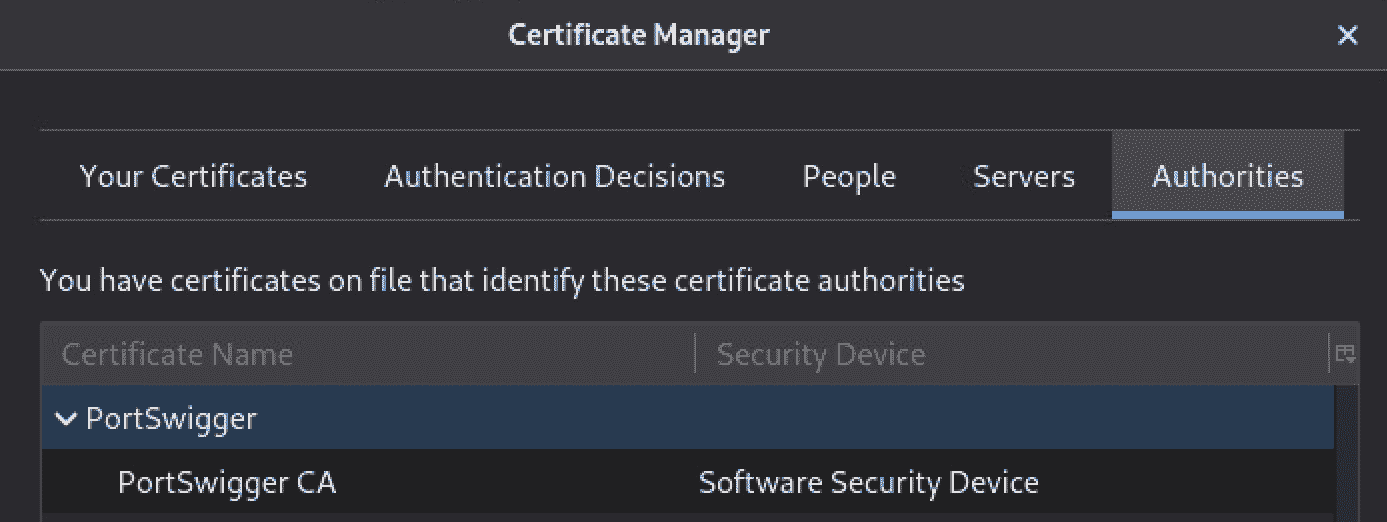 Certificate Manager
Your Certificates Authentication Decisions People Servers Authorities
You have certificates on file that identify these certificate authorities
Certificate Name Security Device
PortSwigger
PortSwigger CA Software Security Device